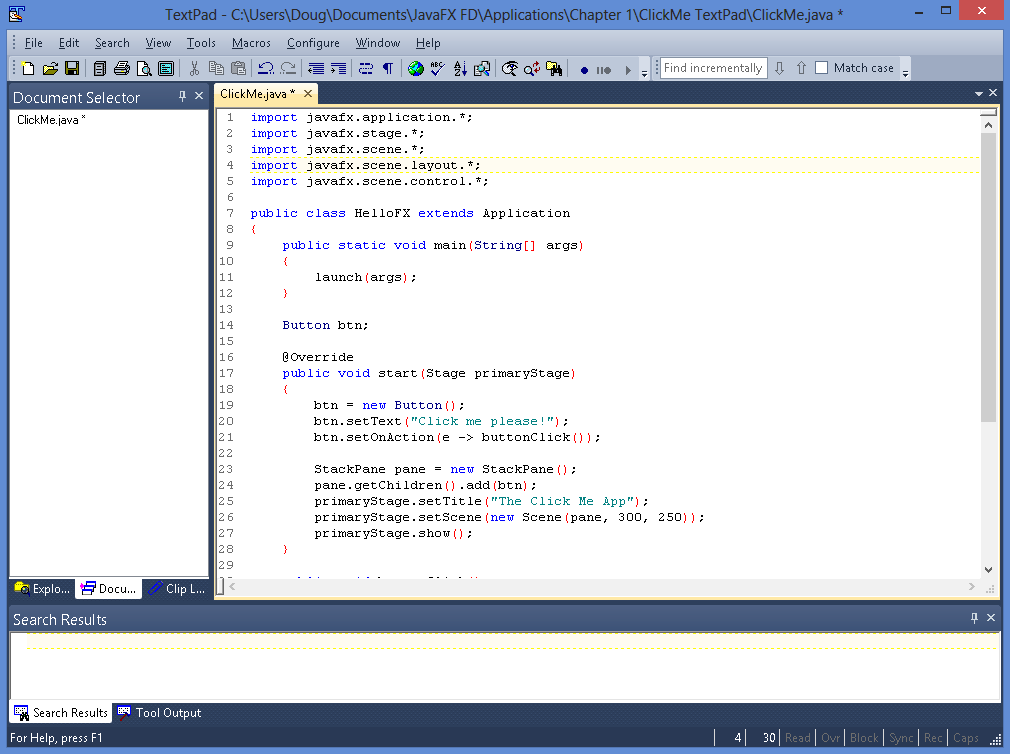 TextPad - C:\Users\Doug\Documents\JavaFX FD\Applications\Chapter 1\ClickMe TextPad\ClickMe.java *
File Edit Search View Tools Macros Configure Window Help
Find incrementally Match case
Document Selector
ClickMe.java *
ClickMe.java *
1 import javafx.application.*;
2 import javafx.stage.*;
3 import javafx.scene.*;
4 import javafx.scene.layout.*;
5 import javafx.scene.control.*;
6
7 public class HelloFX extends Application
8 {
9 public static void main(String[] args)
10 {
11 launch(args);
12 }
13
14 Button btn;
15
16 @Override
17 public void start(Stage primaryStage)
18 {
19 btn = new Button();
20 btn.setText("Click me please!");
21 btn.setOnAction(e -> buttonClick());
22
23 StackPane pane = new StackPane();
24 pane.getChildren().add(btn);
25 primaryStage.setTitle("The Click Me App");
26 primaryStage.setScene(new Scene(pane, 300, 250));
27 primaryStage.show();
28 }
29
Explo... Docu... Clip L...
Search Results
Search Results Tool Output
For Help, press F1 4 30 Read Ovr Block Sync Rec Caps